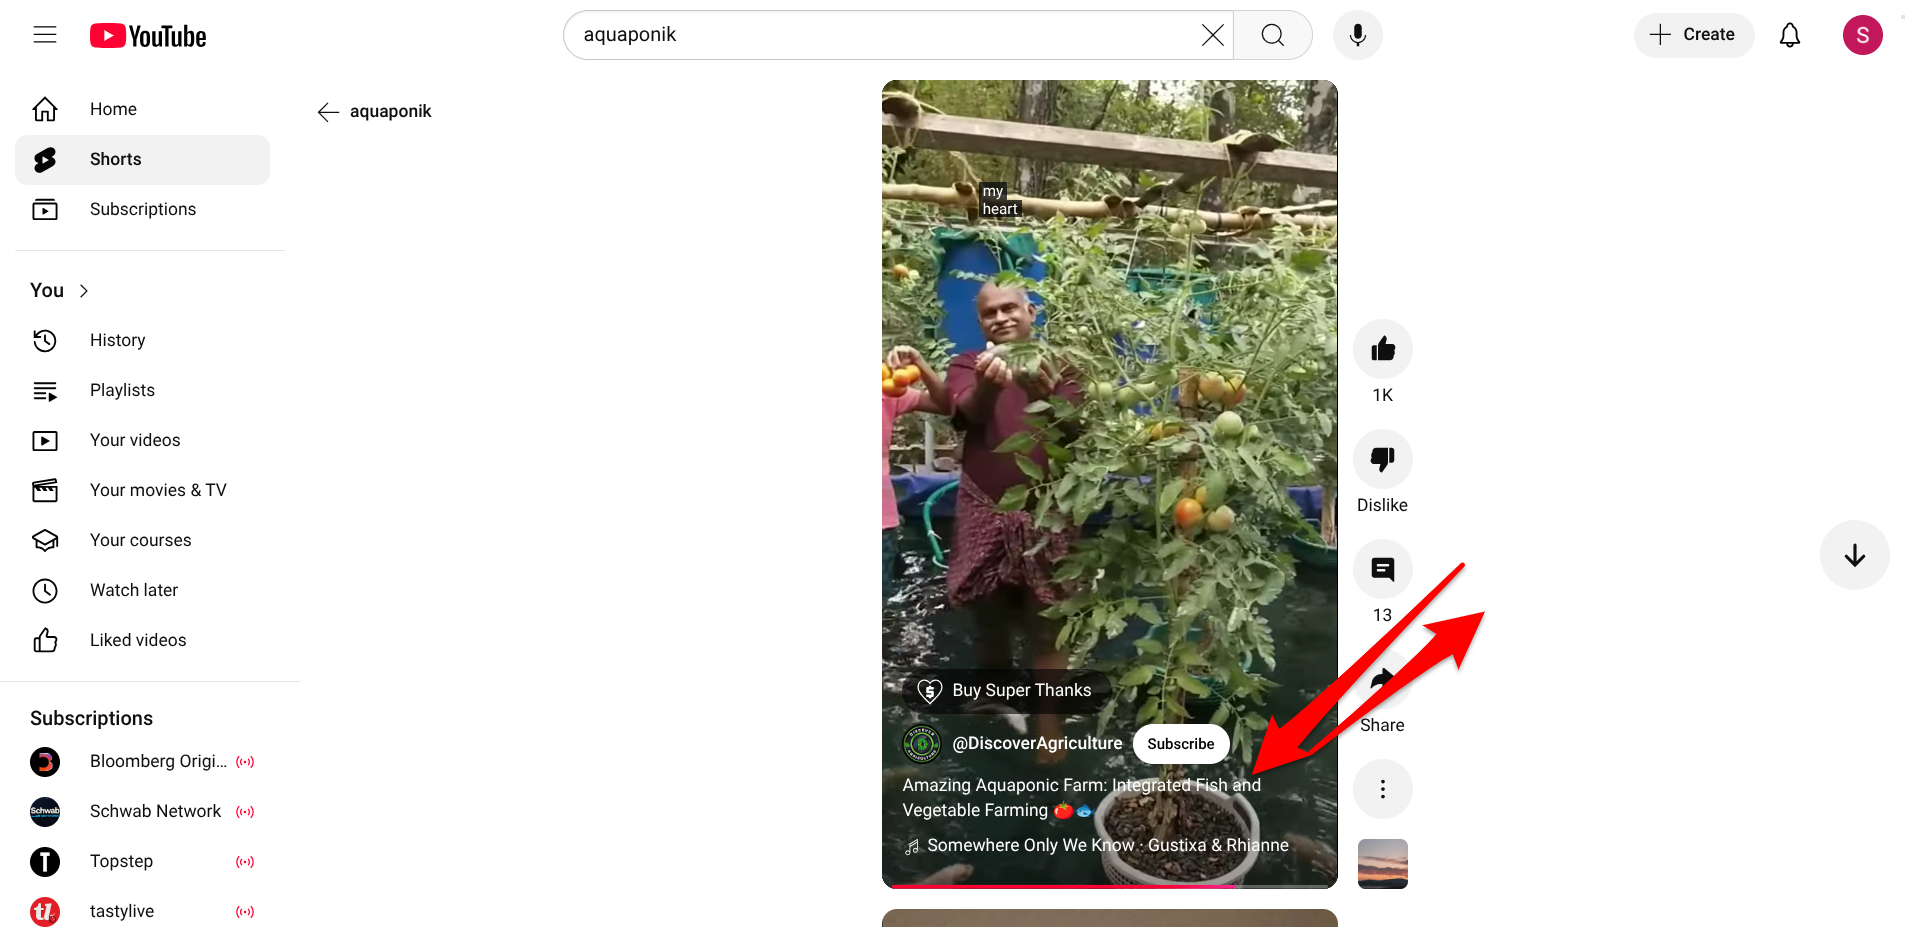 YouTube
aquaponik
Create
S
Home
Shorts
Subscriptions
You
History
Playlists
Your videos
Your movies & TV
Your courses
Watch later
Liked videos
Subscriptions
Bloomberg Origi...
Schwab Network
Topstep
tastylive
aquaponik
my
heart
Buy Super Thanks
@DiscoverAgriculture Subscribe
Amazing Aquaponic Farm: Integrated Fish and
Vegetable Farming 🍅🐟
Somewhere Only We Know · Gustixa & Rhianne
1K
Dislike
13
Share
Schwab
T
tl